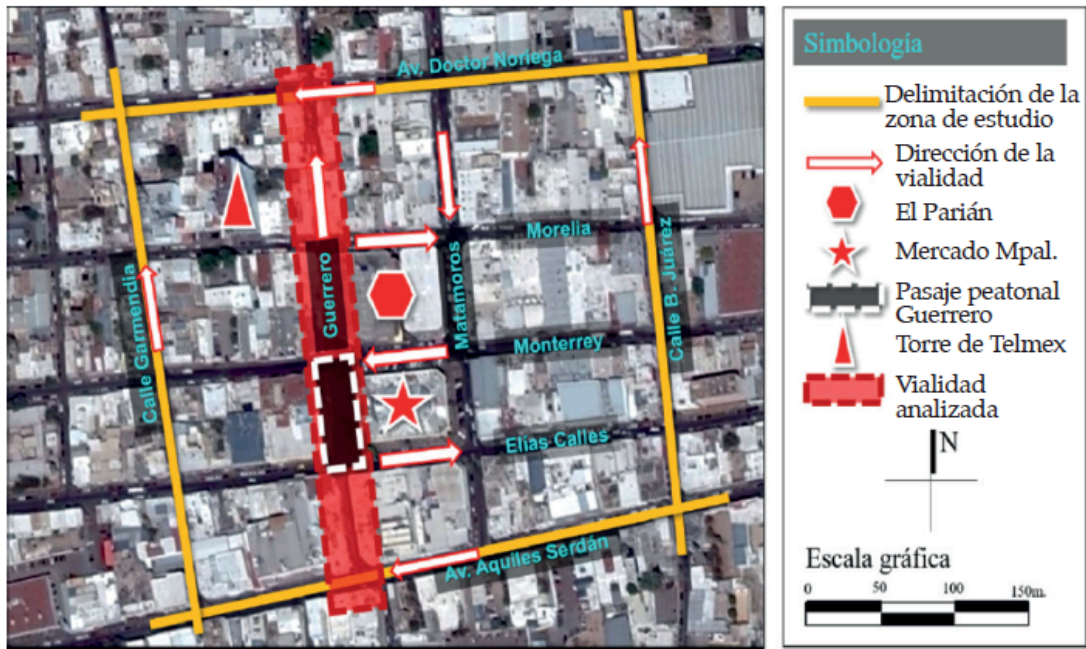 Av. Doctor Noriega
Morelia
Guerrero
Matamoros
Calle Garmendia
Calle B. Juárez
Monterrey
Elías Calles
Av. Aquiles Serdán
Simbología
Delimitación de la
zona de estudio
Dirección de la
vialidad
El Parián
Mercado Mpal.
Pasaje peatonal
Guerrero
Torre de Telmex
Vialidad
analizada
N
Escala gráfica
0 50 100 150m.